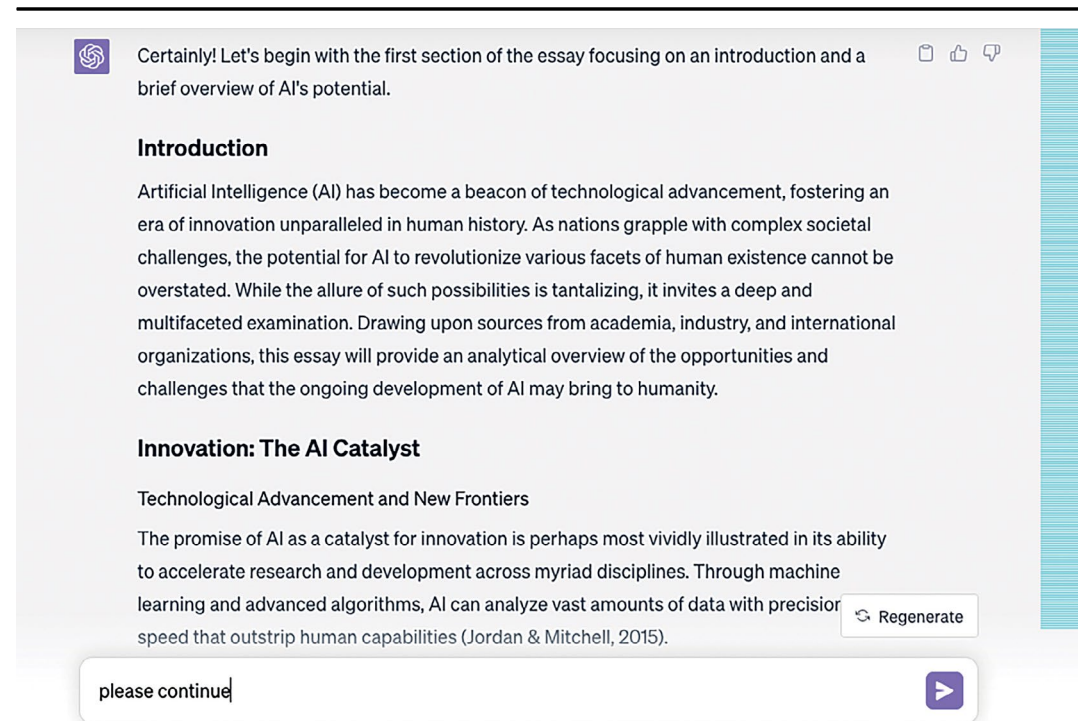 Certainly! Let's begin with the first section of the essay focusing on an introduction and a
brief overview of AI's potential.
Introduction
Artificial Intelligence (AI) has become a beacon of technological advancement, fostering an
era of innovation unparalleled in human history. As nations grapple with complex societal
challenges, the potential for AI to revolutionize various facets of human existence cannot be
overstated. While the allure of such possibilities is tantalizing, it invites a deep and
multifaceted examination. Drawing upon sources from academia, industry, and international
organizations, this essay will provide an analytical overview of the opportunities and
challenges that the ongoing development of AI may bring to humanity.
Innovation: The AI Catalyst
Technological Advancement and New Frontiers
The promise of AI as a catalyst for innovation is perhaps most vividly illustrated in its ability
to accelerate research and development across myriad disciplines. Through machine
learning and advanced algorithms, AI can analyze vast amounts of data with precision
speed that outstrip human capabilities (Jordan & Mitchell, 2015).
Regenerate
please continue